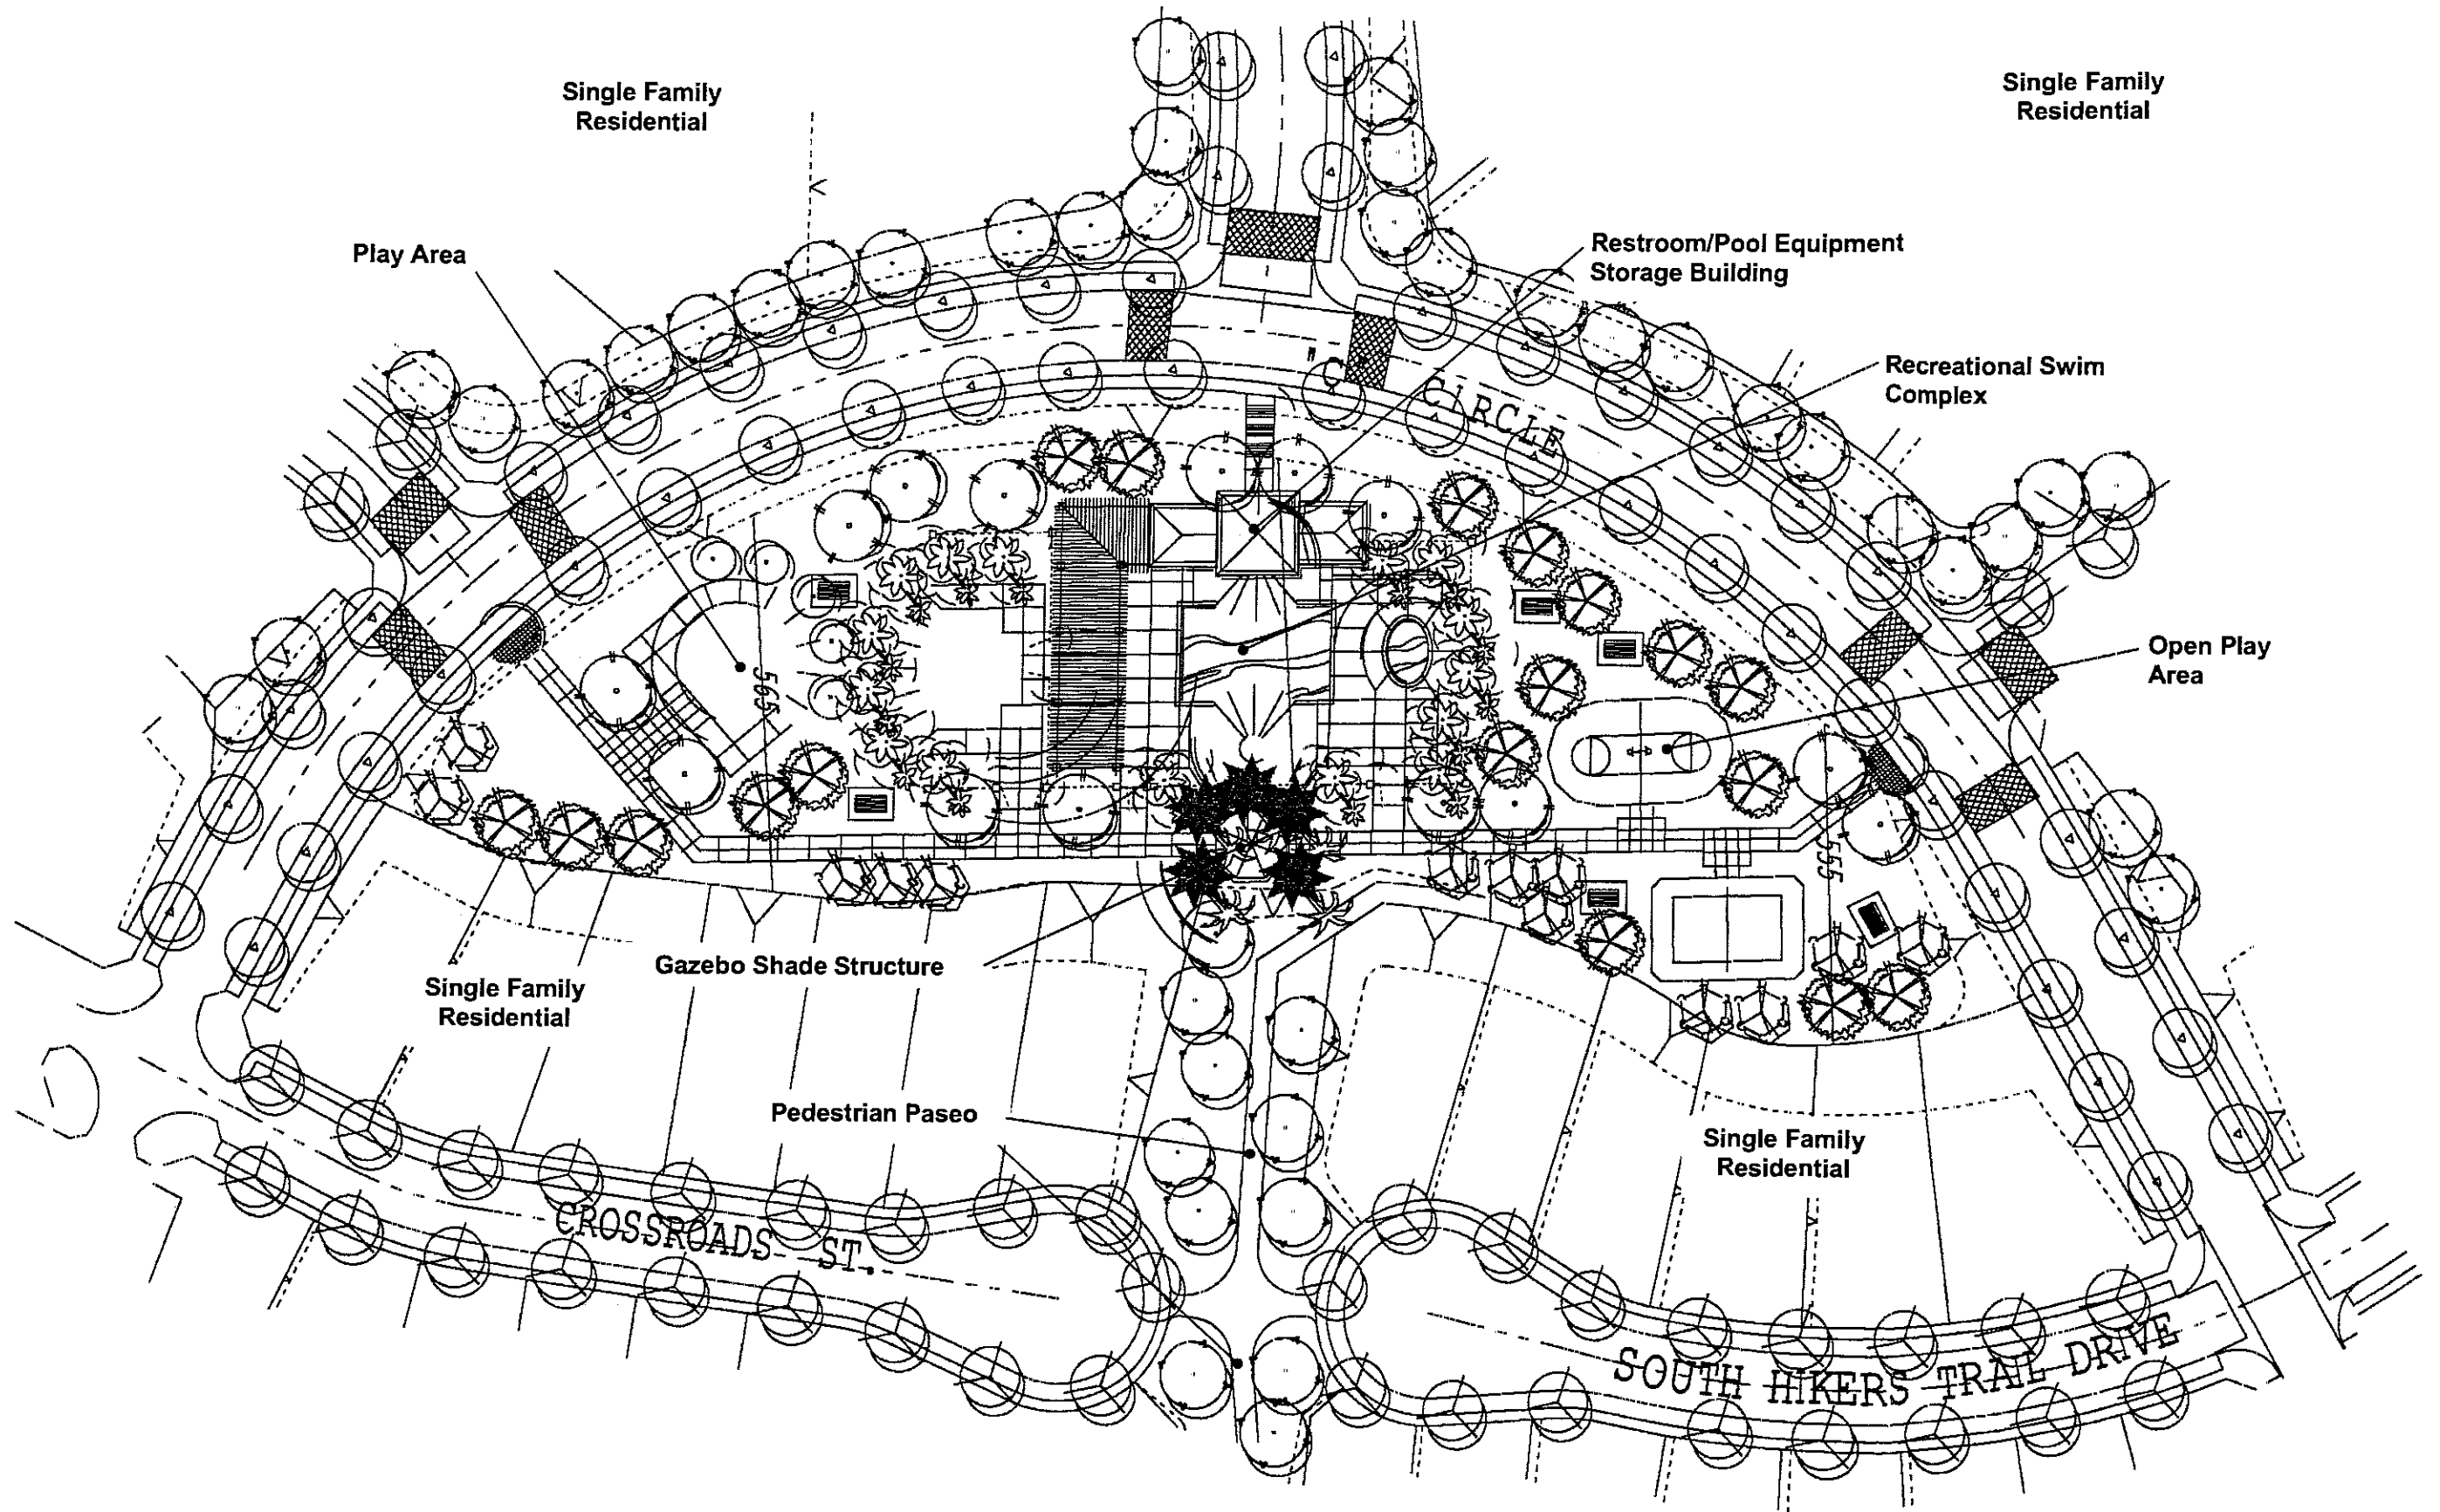 Single Family
Residential
Single Family
Residential
Play Area
Restroom/Pool Equipment
Storage Building
Recreational Swim
Complex
CIRCLE
Open Play
Area
565
555
Gazebo Shade Structure
Single Family
Residential
Pedestrian Paseo
Single Family
Residential
CROSSROADS ST.
SOUTH HIKERS TRAIL DRIVE